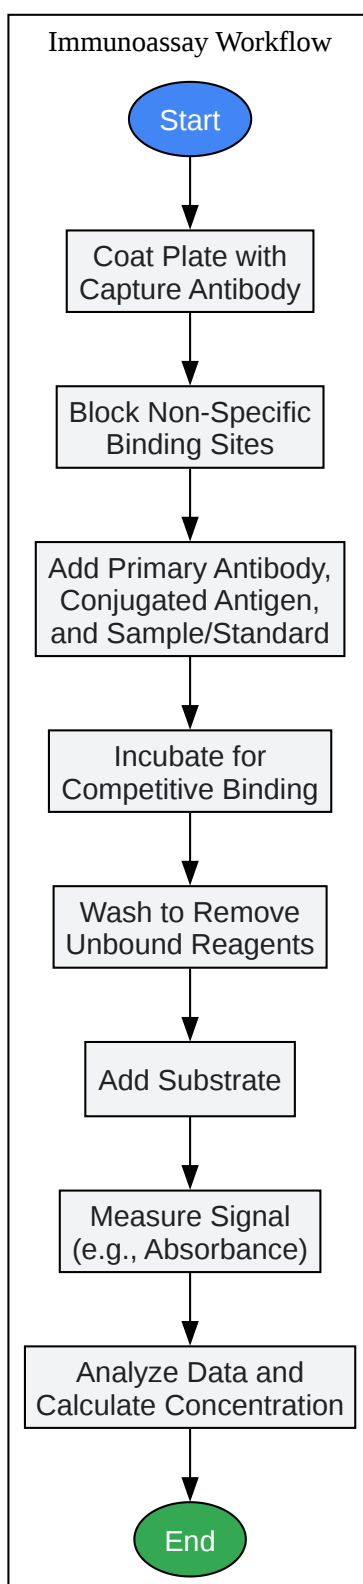 Immunoassay Workflow
Start
Coat Plate with
Capture Antibody
Block Non-Specific
Binding Sites
Add Primary Antibody,
Conjugated Antigen,
and Sample/Standard
Incubate for
Competitive Binding
Wash to Remove
Unbound Reagents
Add Substrate
Measure Signal
(e.g., Absorbance)
Analyze Data and
Calculate Concentration
End